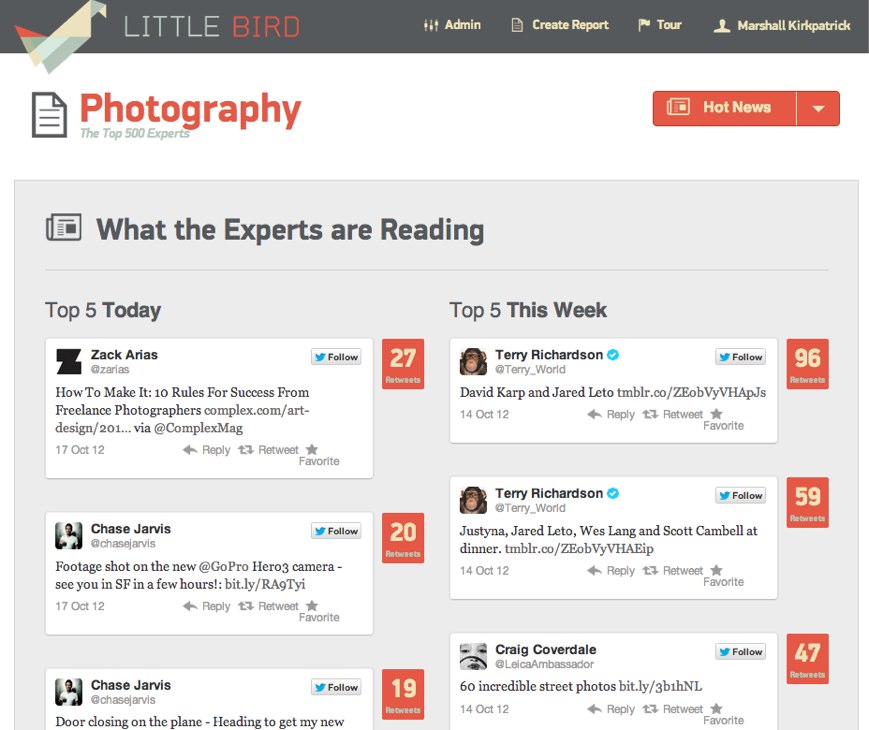 LITTLE BIRD
Admin
Create Report
Tour
Marshall Kirkpatrick
Photography
The Top 500 Experts
Hot News
What the Experts are Reading
Top 5 Today
Zack Arias
@zarias
Follow
27
Retweets
How To Make It: 10 Rules For Success From
Freelance Photographers complex.com/art-
design/201... via @ComplexMag
17 Oct 12
Reply
Retweet
Favorite
Chase Jarvis
@chasejarvis
Follow
20
Retweets
Footage shot on the new @GoPro Hero3 camera -
see you in SF in a few hours!: bit.ly/RA9Tyi
17 Oct 12
Reply
Retweet
Favorite
Chase Jarvis
@chasejarvis
Follow
19
Retweets
Door closing on the plane - Heading to get my new
Top 5 This Week
Terry Richardson
@Terry_World
Follow
96
Retweets
David Karp and Jared Leto tmblr.co/ZEobVyVHApJs
14 Oct 12
Reply
Retweet
Favorite
Terry Richardson
@Terry_World
Follow
59
Retweets
Justyna, Jared Leto, Wes Lang and Scott Cambell at
dinner. tmblr.co/ZEobVyVHAEip
14 Oct 12
Reply
Retweet
Favorite
Craig Coverdale
@LeicaAmbassador
Follow
47
Retweets
60 incredible street photos bit.ly/3b1hNL
14 Oct 12
Reply
Retweet
Favorite